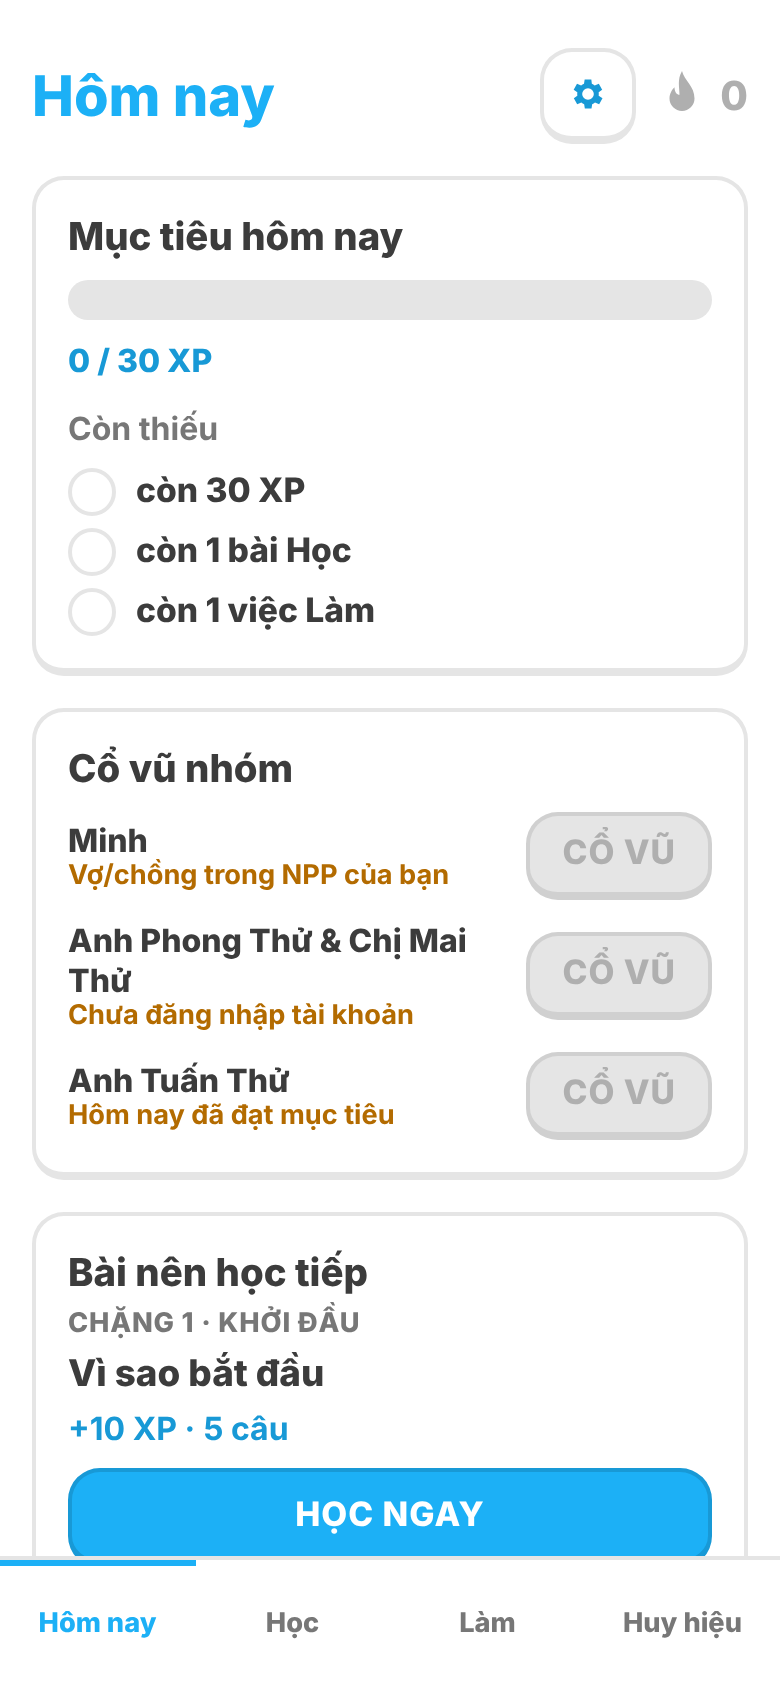 Hôm nay
0
Mục tiêu hôm nay
0 / 30 XP
Còn thiếu
còn 30 XP
còn 1 bài Học
còn 1 việc Làm
Cổ vũ nhóm
Minh
Vợ/chồng trong NPP của bạn
CỔ VŨ
Anh Phong Thử & Chị Mai
Thử
Chưa đăng nhập tài khoản
CỔ VŨ
Anh Tuấn Thử
Hôm nay đã đạt mục tiêu
CỔ VŨ
Bài nên học tiếp
CHẶNG 1 · KHỞI ĐẦU
Vì sao bắt đầu
+10 XP · 5 câu
HỌC NGAY
Hôm nay
Học
Làm
Huy hiệu